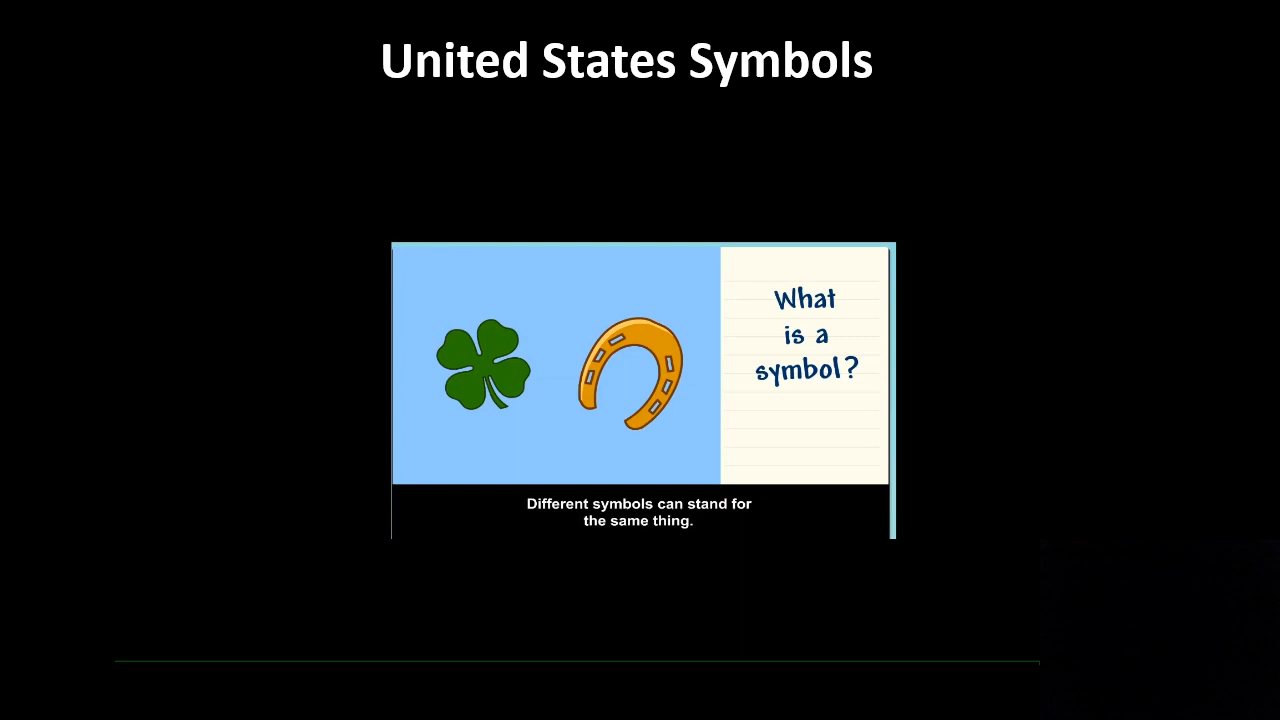 United States Symbols
What
is a
symbol?
Different symbols can stand for
the same thing.